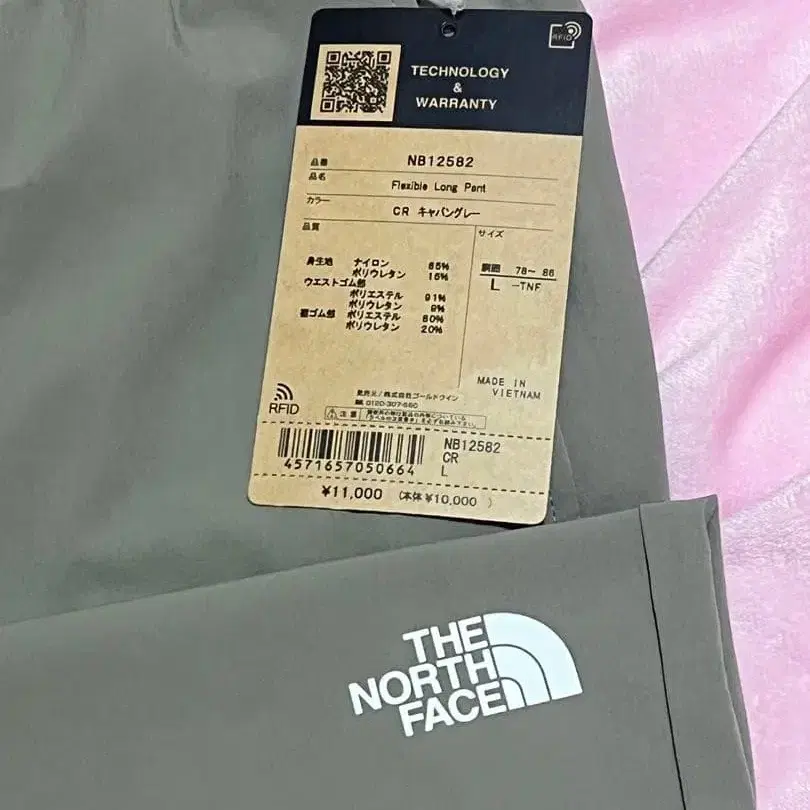 RFID
TECHNOLOGY
&
WARRANTY
品番 NB12582
品名 Flexible Long Pant
カラー CR キャパングレー
品質 サイズ
身生地 ナイロン 85%
ポリウレタン 15%
ウエストゴム部
ポリエステル 91%
ポリウレタン 9%
裾ゴム部 ポリエステル 80%
ポリウレタン 20%
胴囲 78～ 86
L -TNF
MADE IN
VIETNAM
RFID
発売元/株式会社ゴールドウイン
0120-307-560
注意
NB12582
CR
L
4571657050664
¥11,000 (本体 ¥10,000 )
THE
NORTH
FACE